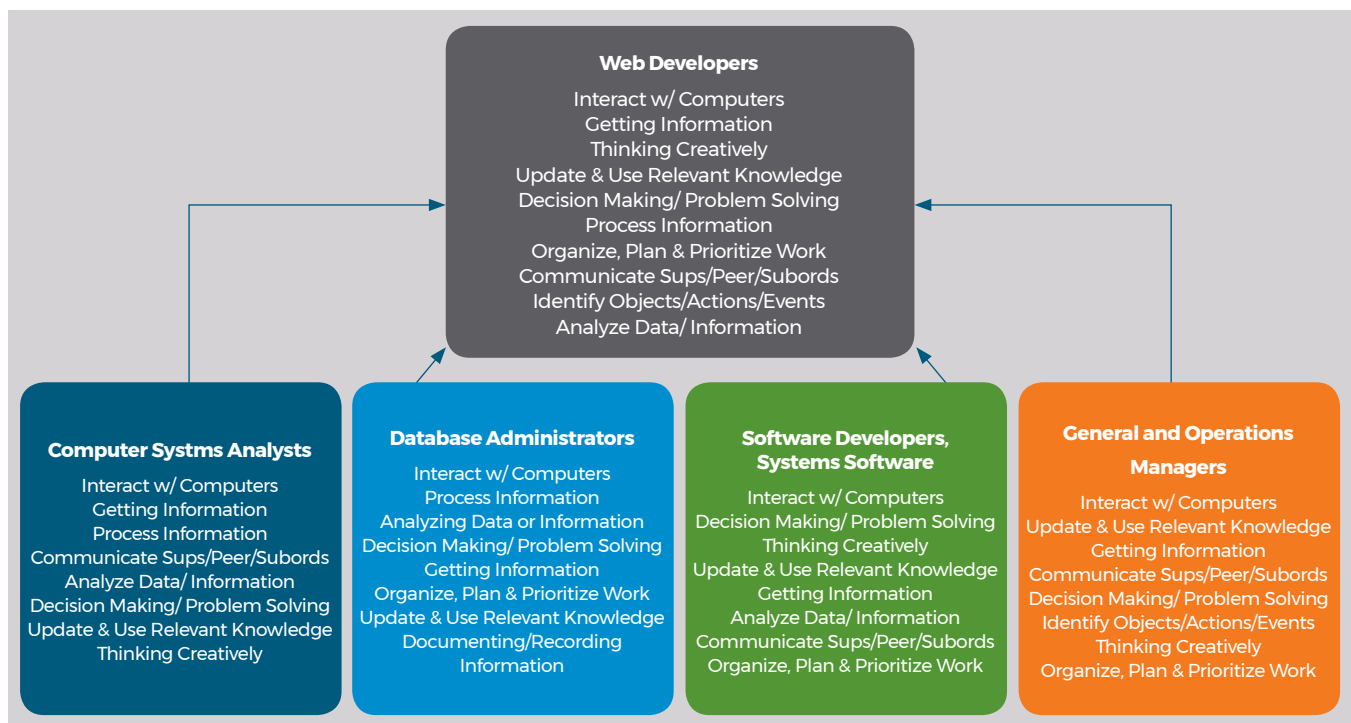 Web Developers
Interact w/ Computers
Getting Information
Thinking Creatively
Update & Use Relevant Knowledge
Decision Making/ Problem Solving
Process Information
Organize, Plan & Prioritize Work
Communicate Sups/Peer/Subords
Identify Objects/Actions/Events
Analyze Data/ Information
Computer Systms Analysts
Interact w/ Computers
Getting Information
Process Information
Communicate Sups/Peer/Subords
Analyze Data/ Information
Decision Making/ Problem Solving
Update & Use Relevant Knowledge
Thinking Creatively
Database Administrators
Interact w/ Computers
Process Information
Analyzing Data or Information
Decision Making/ Problem Solving
Getting Information
Organize, Plan & Prioritize Work
Update & Use Relevant Knowledge
Documenting/Recording
Information
Software Developers,
Systems Software
Interact w/ Computers
Decision Making/ Problem Solving
Thinking Creatively
Update & Use Relevant Knowledge
Getting Information
Analyze Data/ Information
Communicate Sups/Peer/Subords
Organize, Plan & Prioritize Work
General and Operations
Managers
Interact w/ Computers
Update & Use Relevant Knowledge
Getting Information
Communicate Sups/Peer/Subords
Decision Making/ Problem Solving
Identify Objects/Actions/Events
Thinking Creatively
Organize, Plan & Prioritize Work